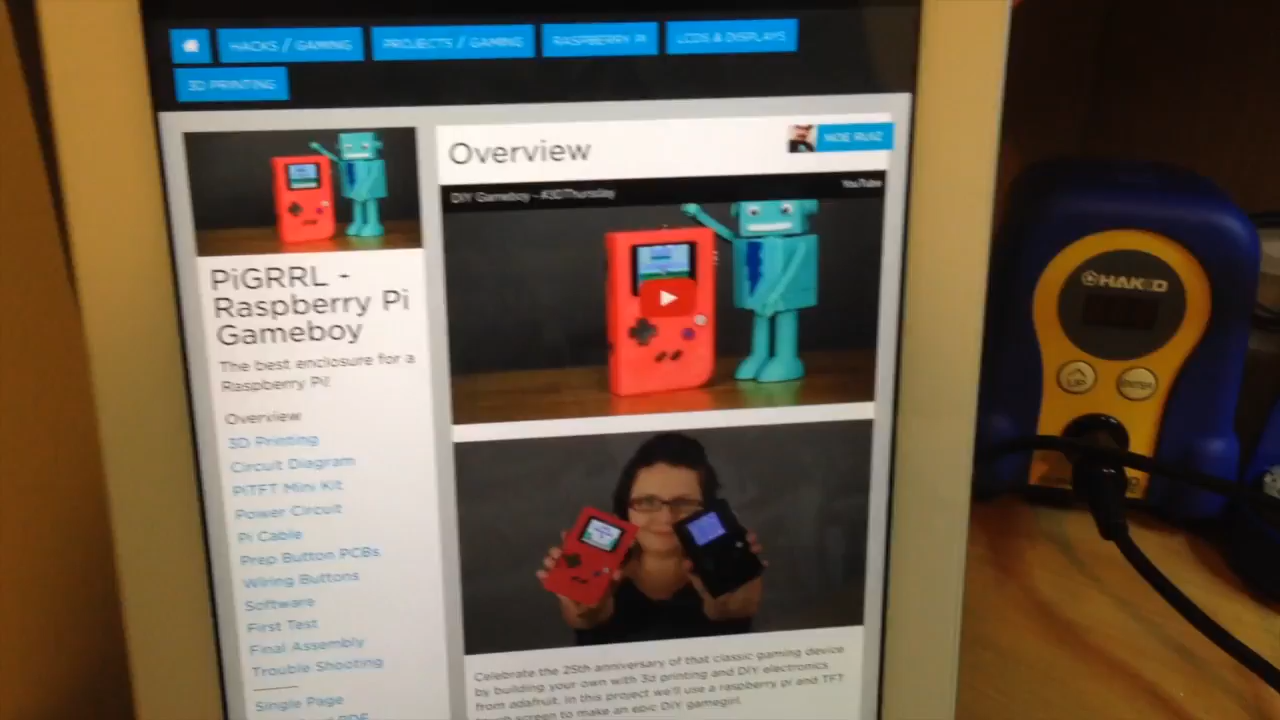 HACKS / GAMING
PROJECTS / GAMING
RASPBERRY PI
LCDS & DISPLAYS
3D PRINTING
PiGRRL -
Raspberry Pi
Gameboy
The best enclosure for a
Raspberry Pi!
Overview
3D Printing
Circuit Diagram
PiTFT Mini Kit
Power Circuit
Pi Cable
Prep Button PCBs
Wiring Buttons
Software
First Test
Final Assembly
Trouble Shooting
Single Page
PDF
Overview
NOE RUIZ
DIY Gameboy - #3DThursday
YouTube
Celebrate the 25th anniversary of that classic gaming device
by building your own with 3d printing and DIY electronics
from adafruit. In this project we'll use a raspberry pi and TFT
touch screen to make an epic DIY gamegirl.
HAKKO
UP
ENTER